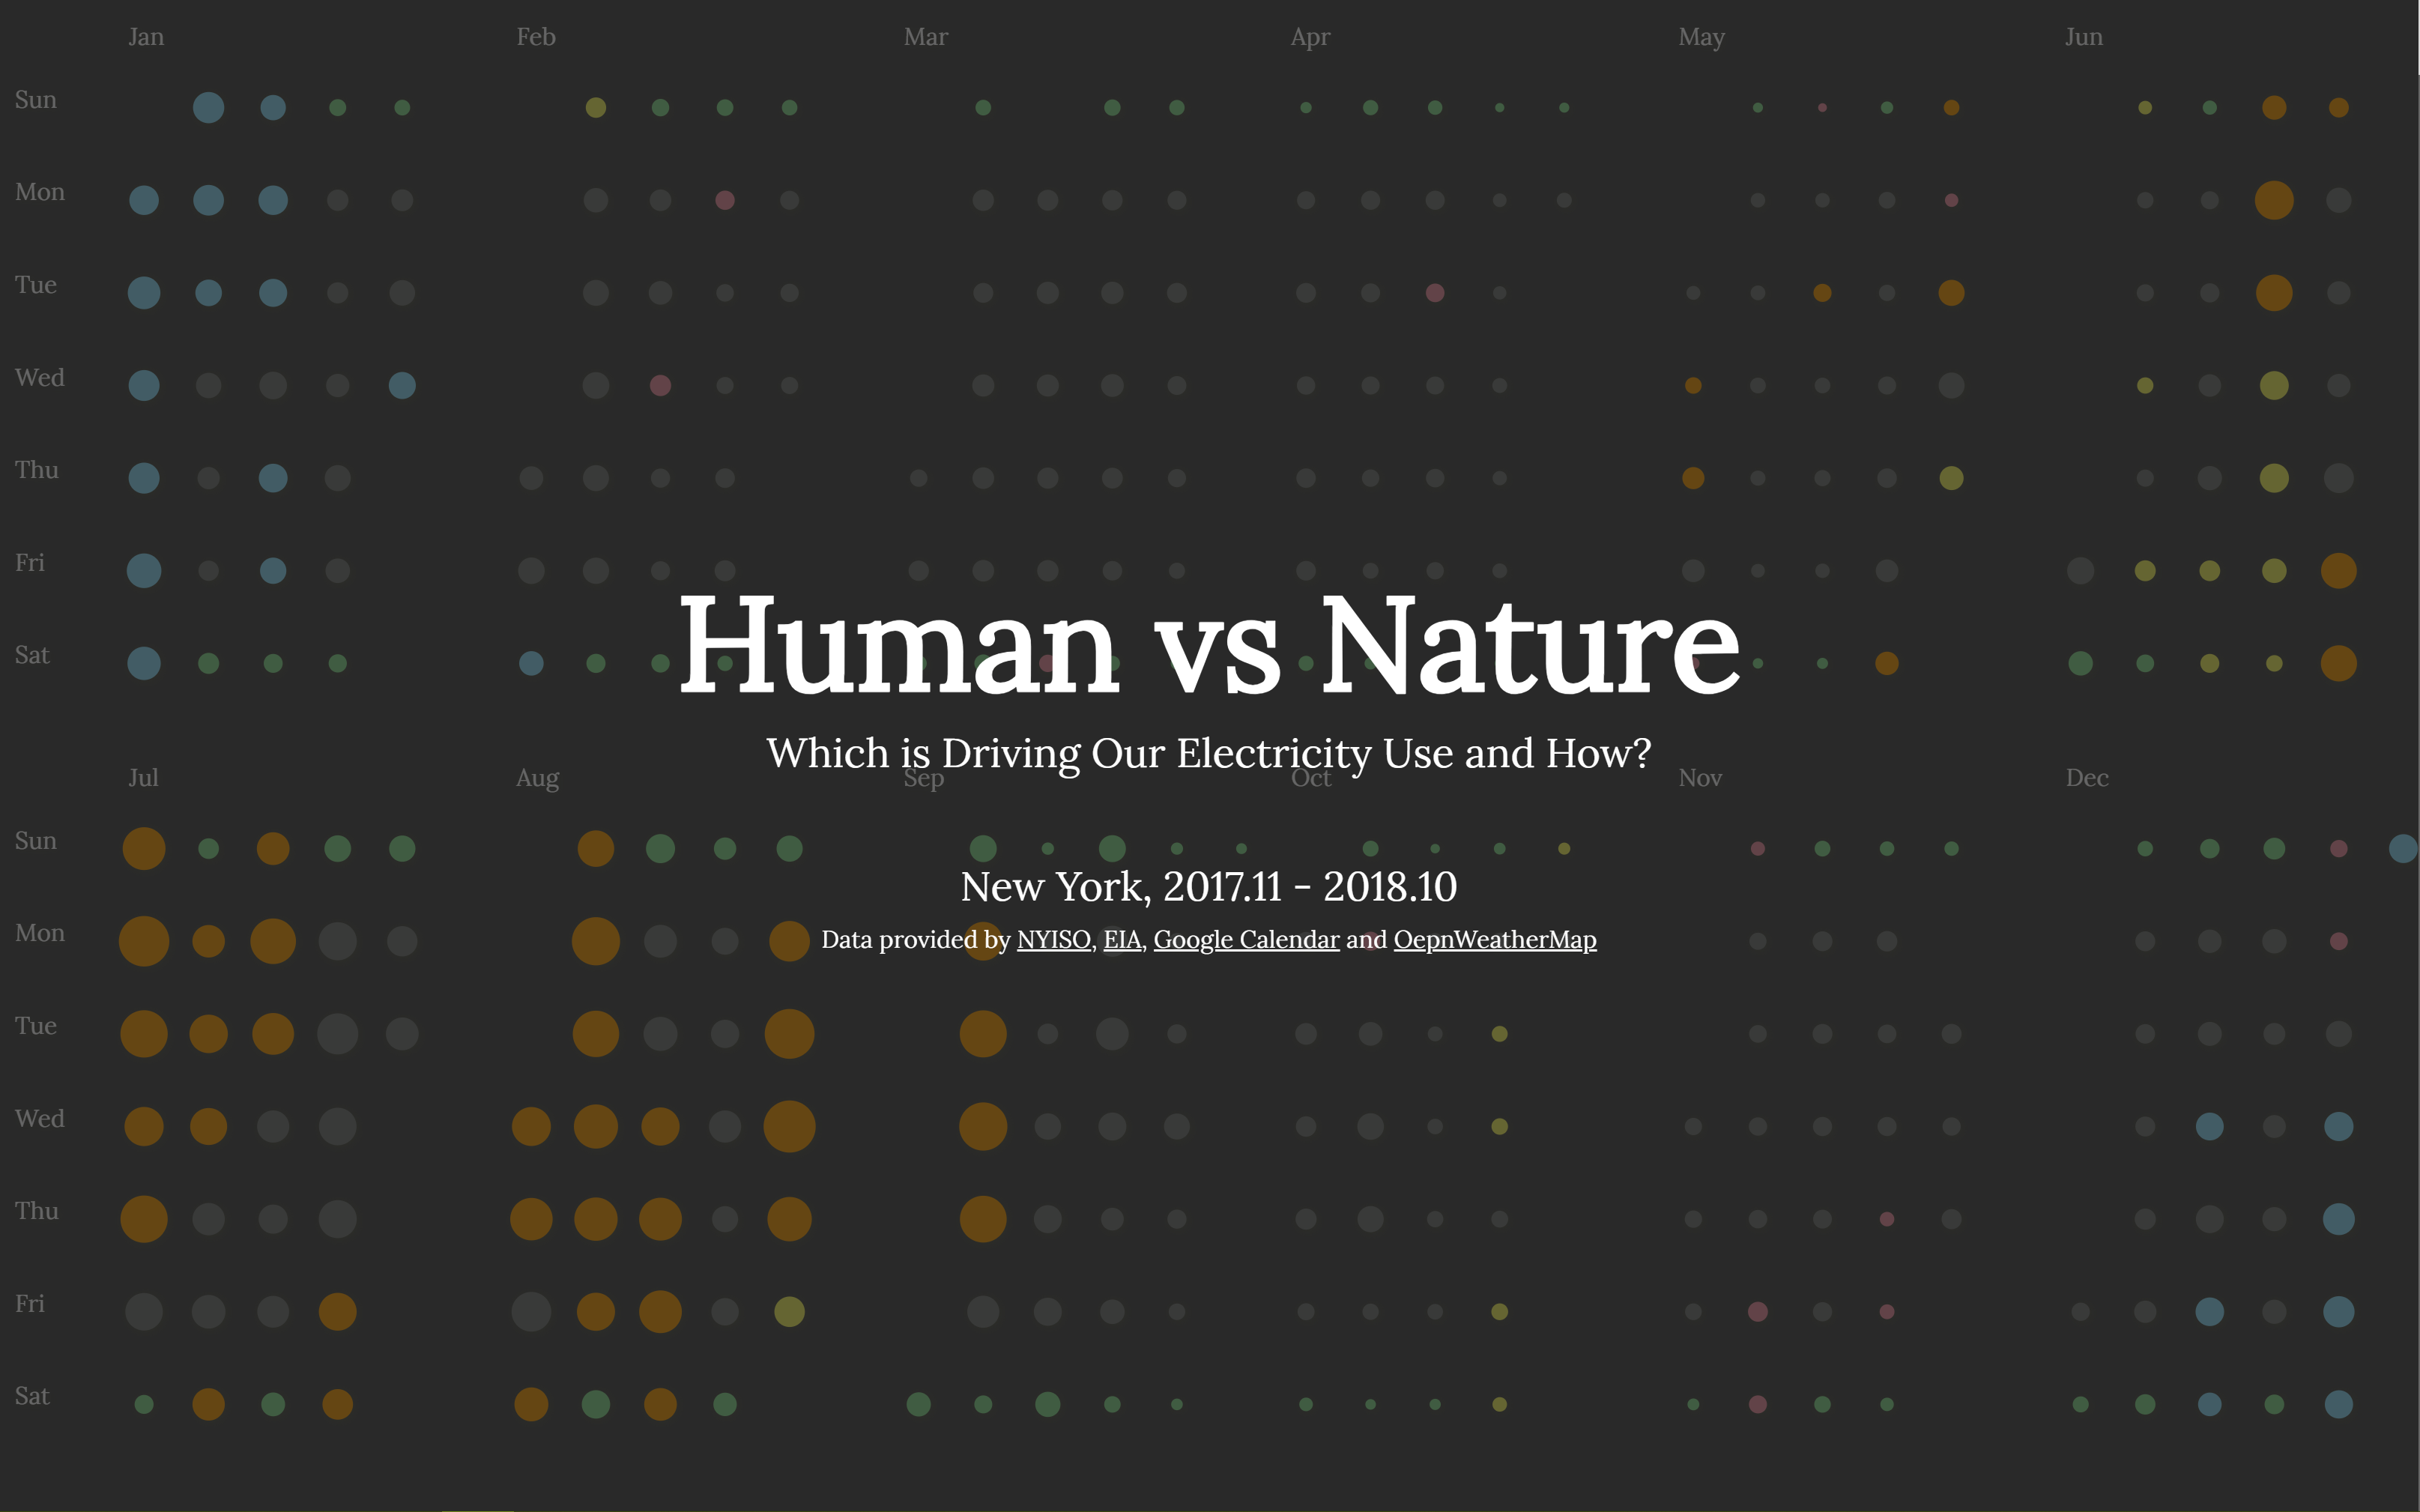 Jan Feb Mar Apr May Jun
Sun
Mon
Tue
Wed
Thu
Fri
Human vs Nature
Sat
Which is Driving Our Electricity Use and How?
Jul Aug Sep Oct Nov Dec
Sun
New York, 2017.11 - 2018.10
Mon
Data provided by NYISO, EIA, Google Calendar and OepnWeatherMap
Tue
Wed
Thu
Fri
Sat